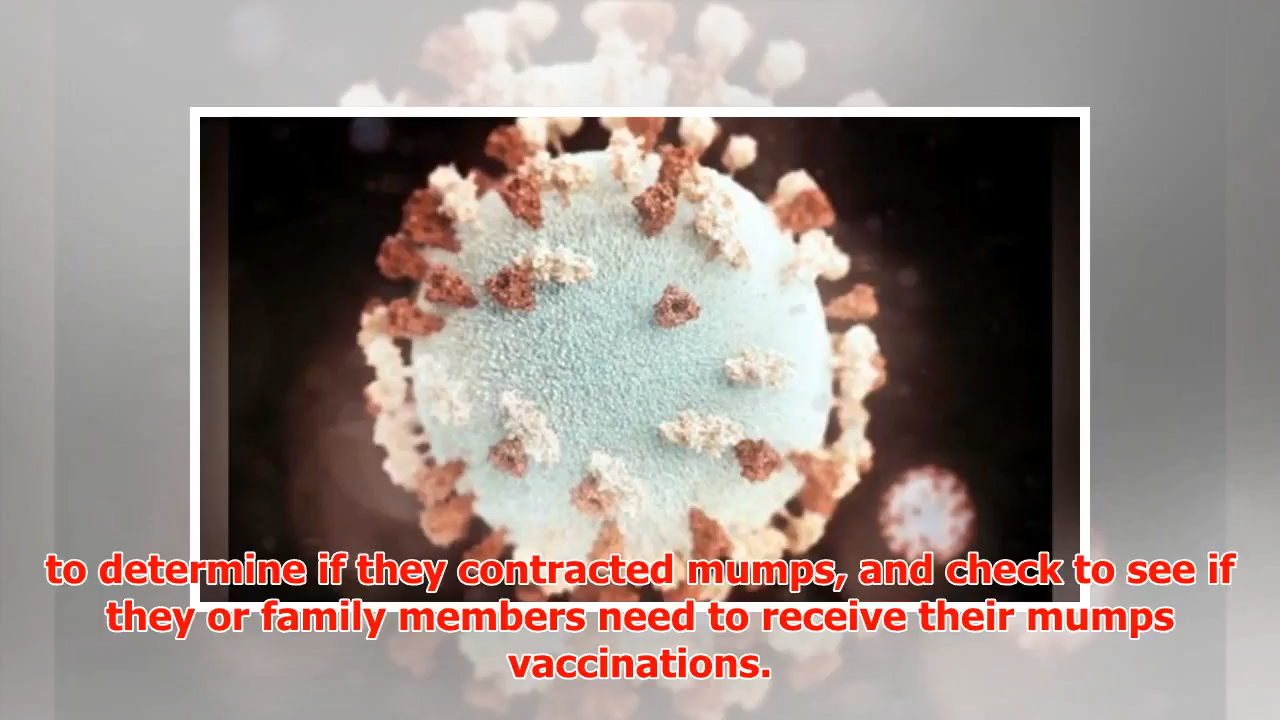 to determine if they contracted mumps, and check to see if
they or family members need to receive their mumps
vaccinations.